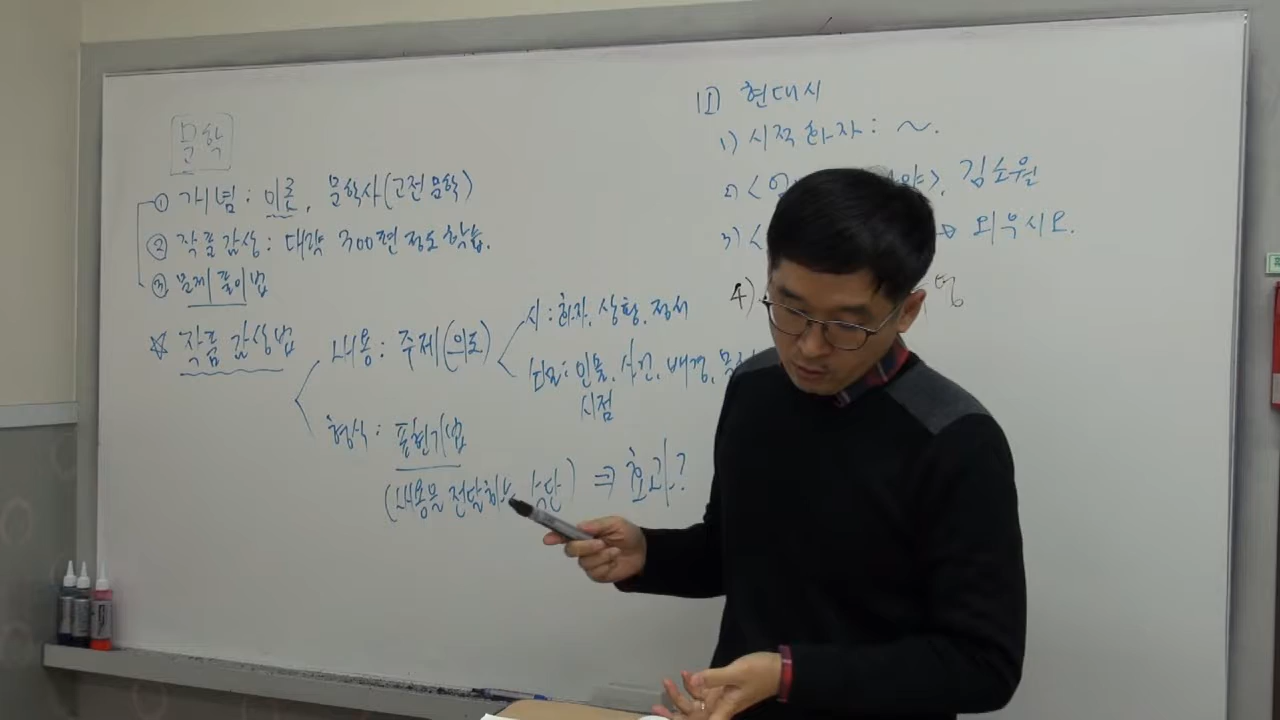 문학
① 개념: 이론, 문학사(고전문학)
② 작품감상: 대략 300편 정도 학습.
③ 문제풀이법
☆ 작품 감상법
내용: 주제(의도)
시: 화자, 상황, 정서
소설: 인물, 사건, 배경,
시점
형식: 표현기법
(내용을 전달하는 수단) ⇒ 효과?
현대시
1) 시적화자: ~.
2) < >, 김소월
3) < → 외우시오.
4)